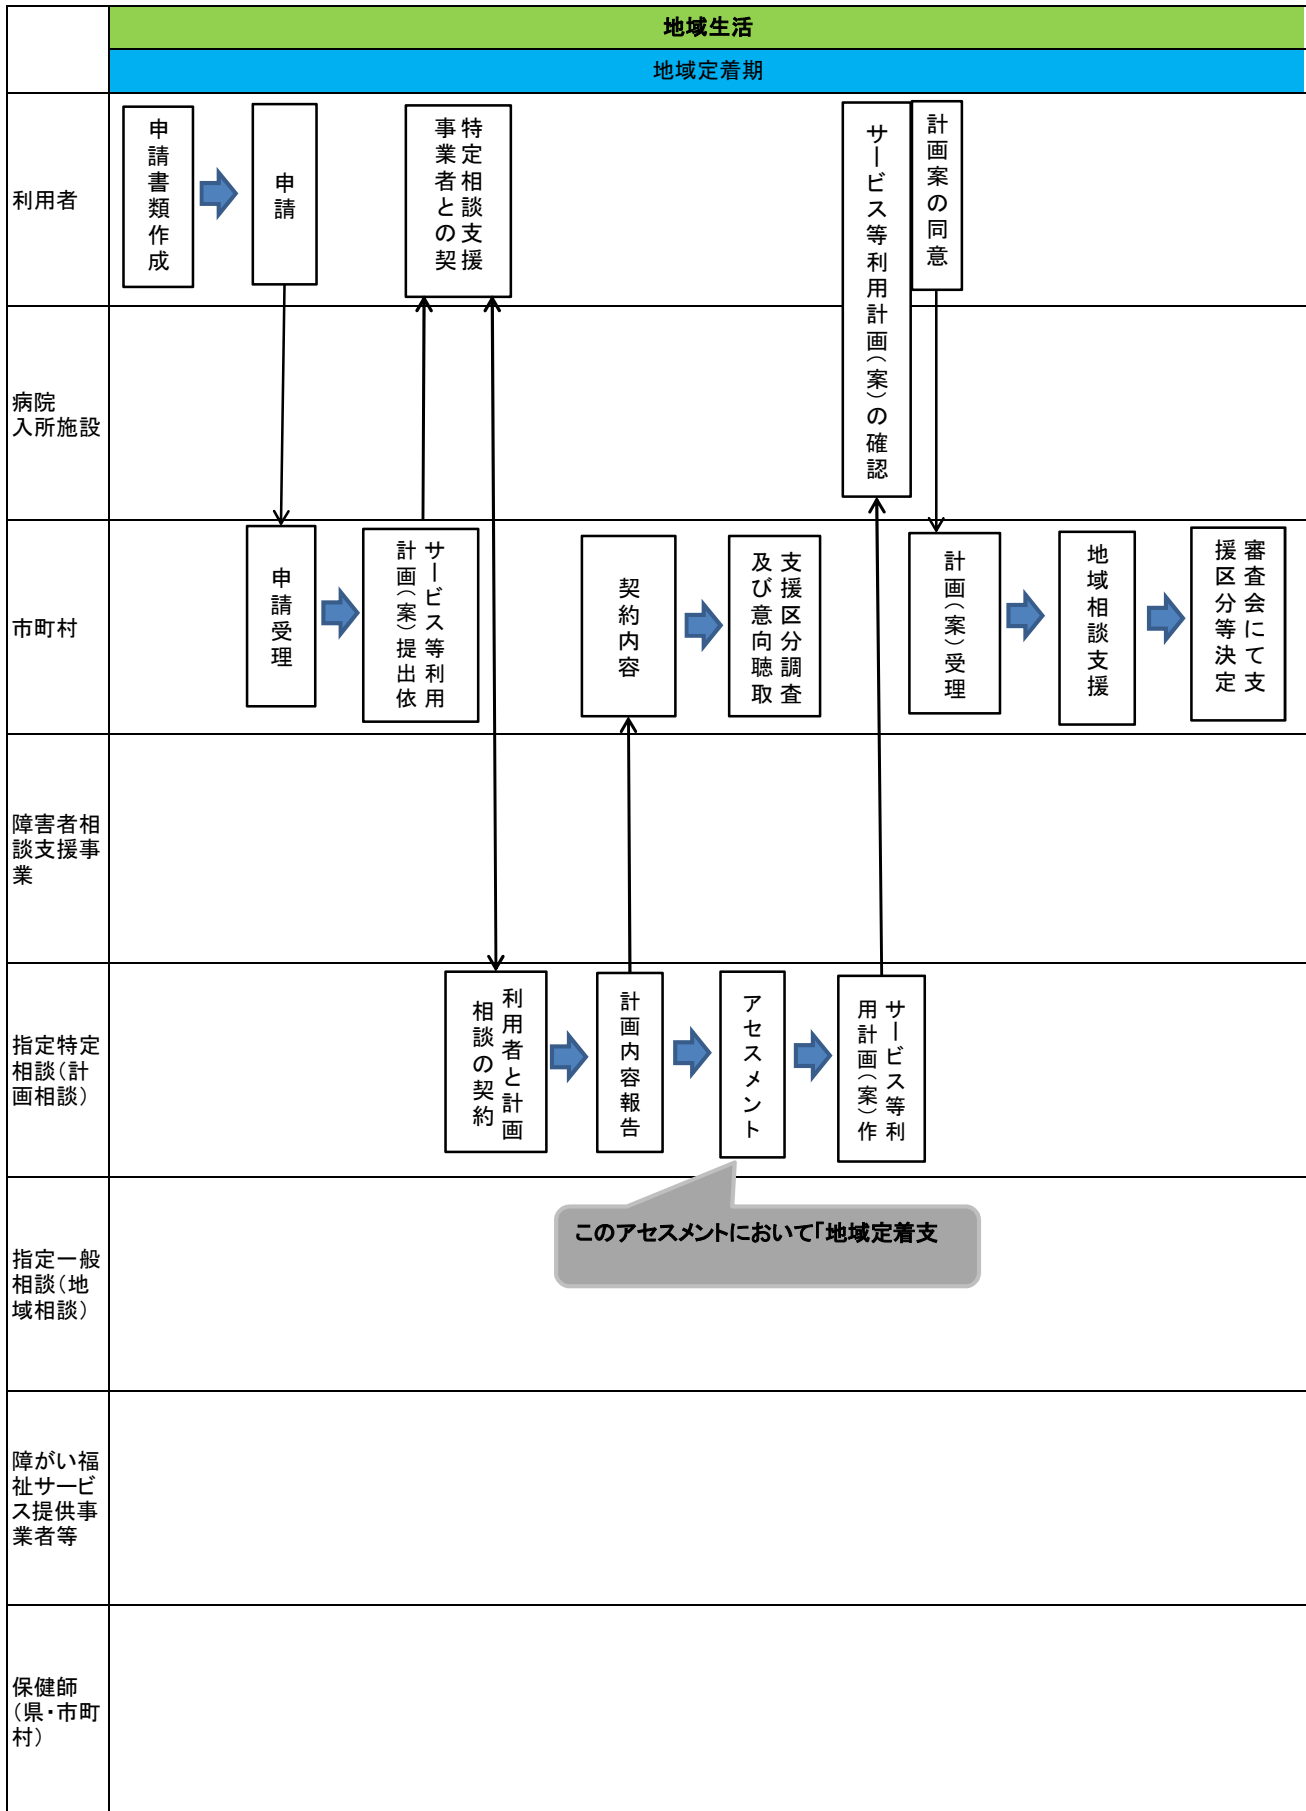 地域生活
地域定着期
利用者
申請書類作成
申請
特定相談支援
事業者との契
サービス等利用計画(案)の確認
計画案の同意
病院
入所施設
市町村
申請受理
サービス等利用
計画(案)提出依
契約内容
支援区分調査
及び意向聴取
計画(案)受理
地域相談支援
審査会にて支
援区分等決定
障害者相
談支援事
業
指定特定
相談(計
画相談)
利用者と計画
相談の契約
計画内容報告
アセスメント
サービス等利
用計画(案)作
このアセスメントにおいて「地域定着支
指定一般
相談(地
域相談)
障がい福
祉サービ
ス提供事
業者等
保健師
(県・市町
村)